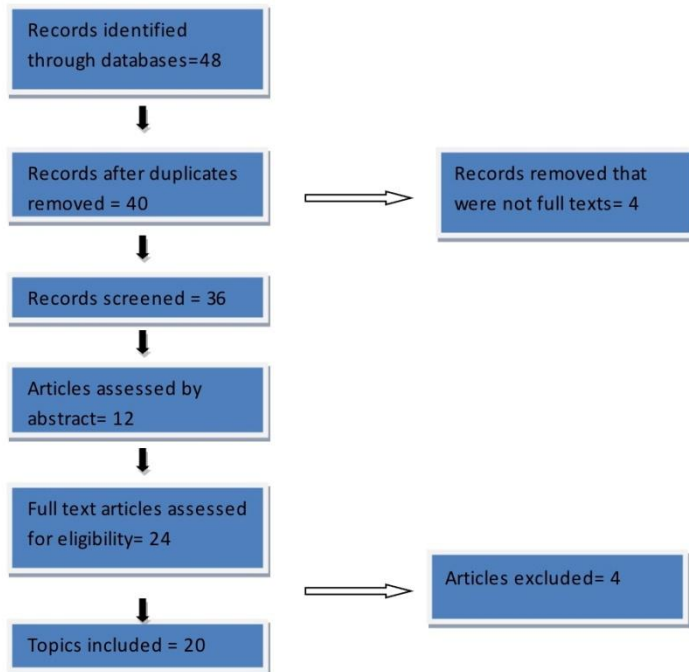 Records identified
through databases=48
Records after duplicates
removed = 40
Records removed that
were not full texts= 4
Records screened = 36
Articles assessed by
abstract= 12
Full text articles assessed
for eligibility= 24
Articles excluded= 4
Topics included = 20